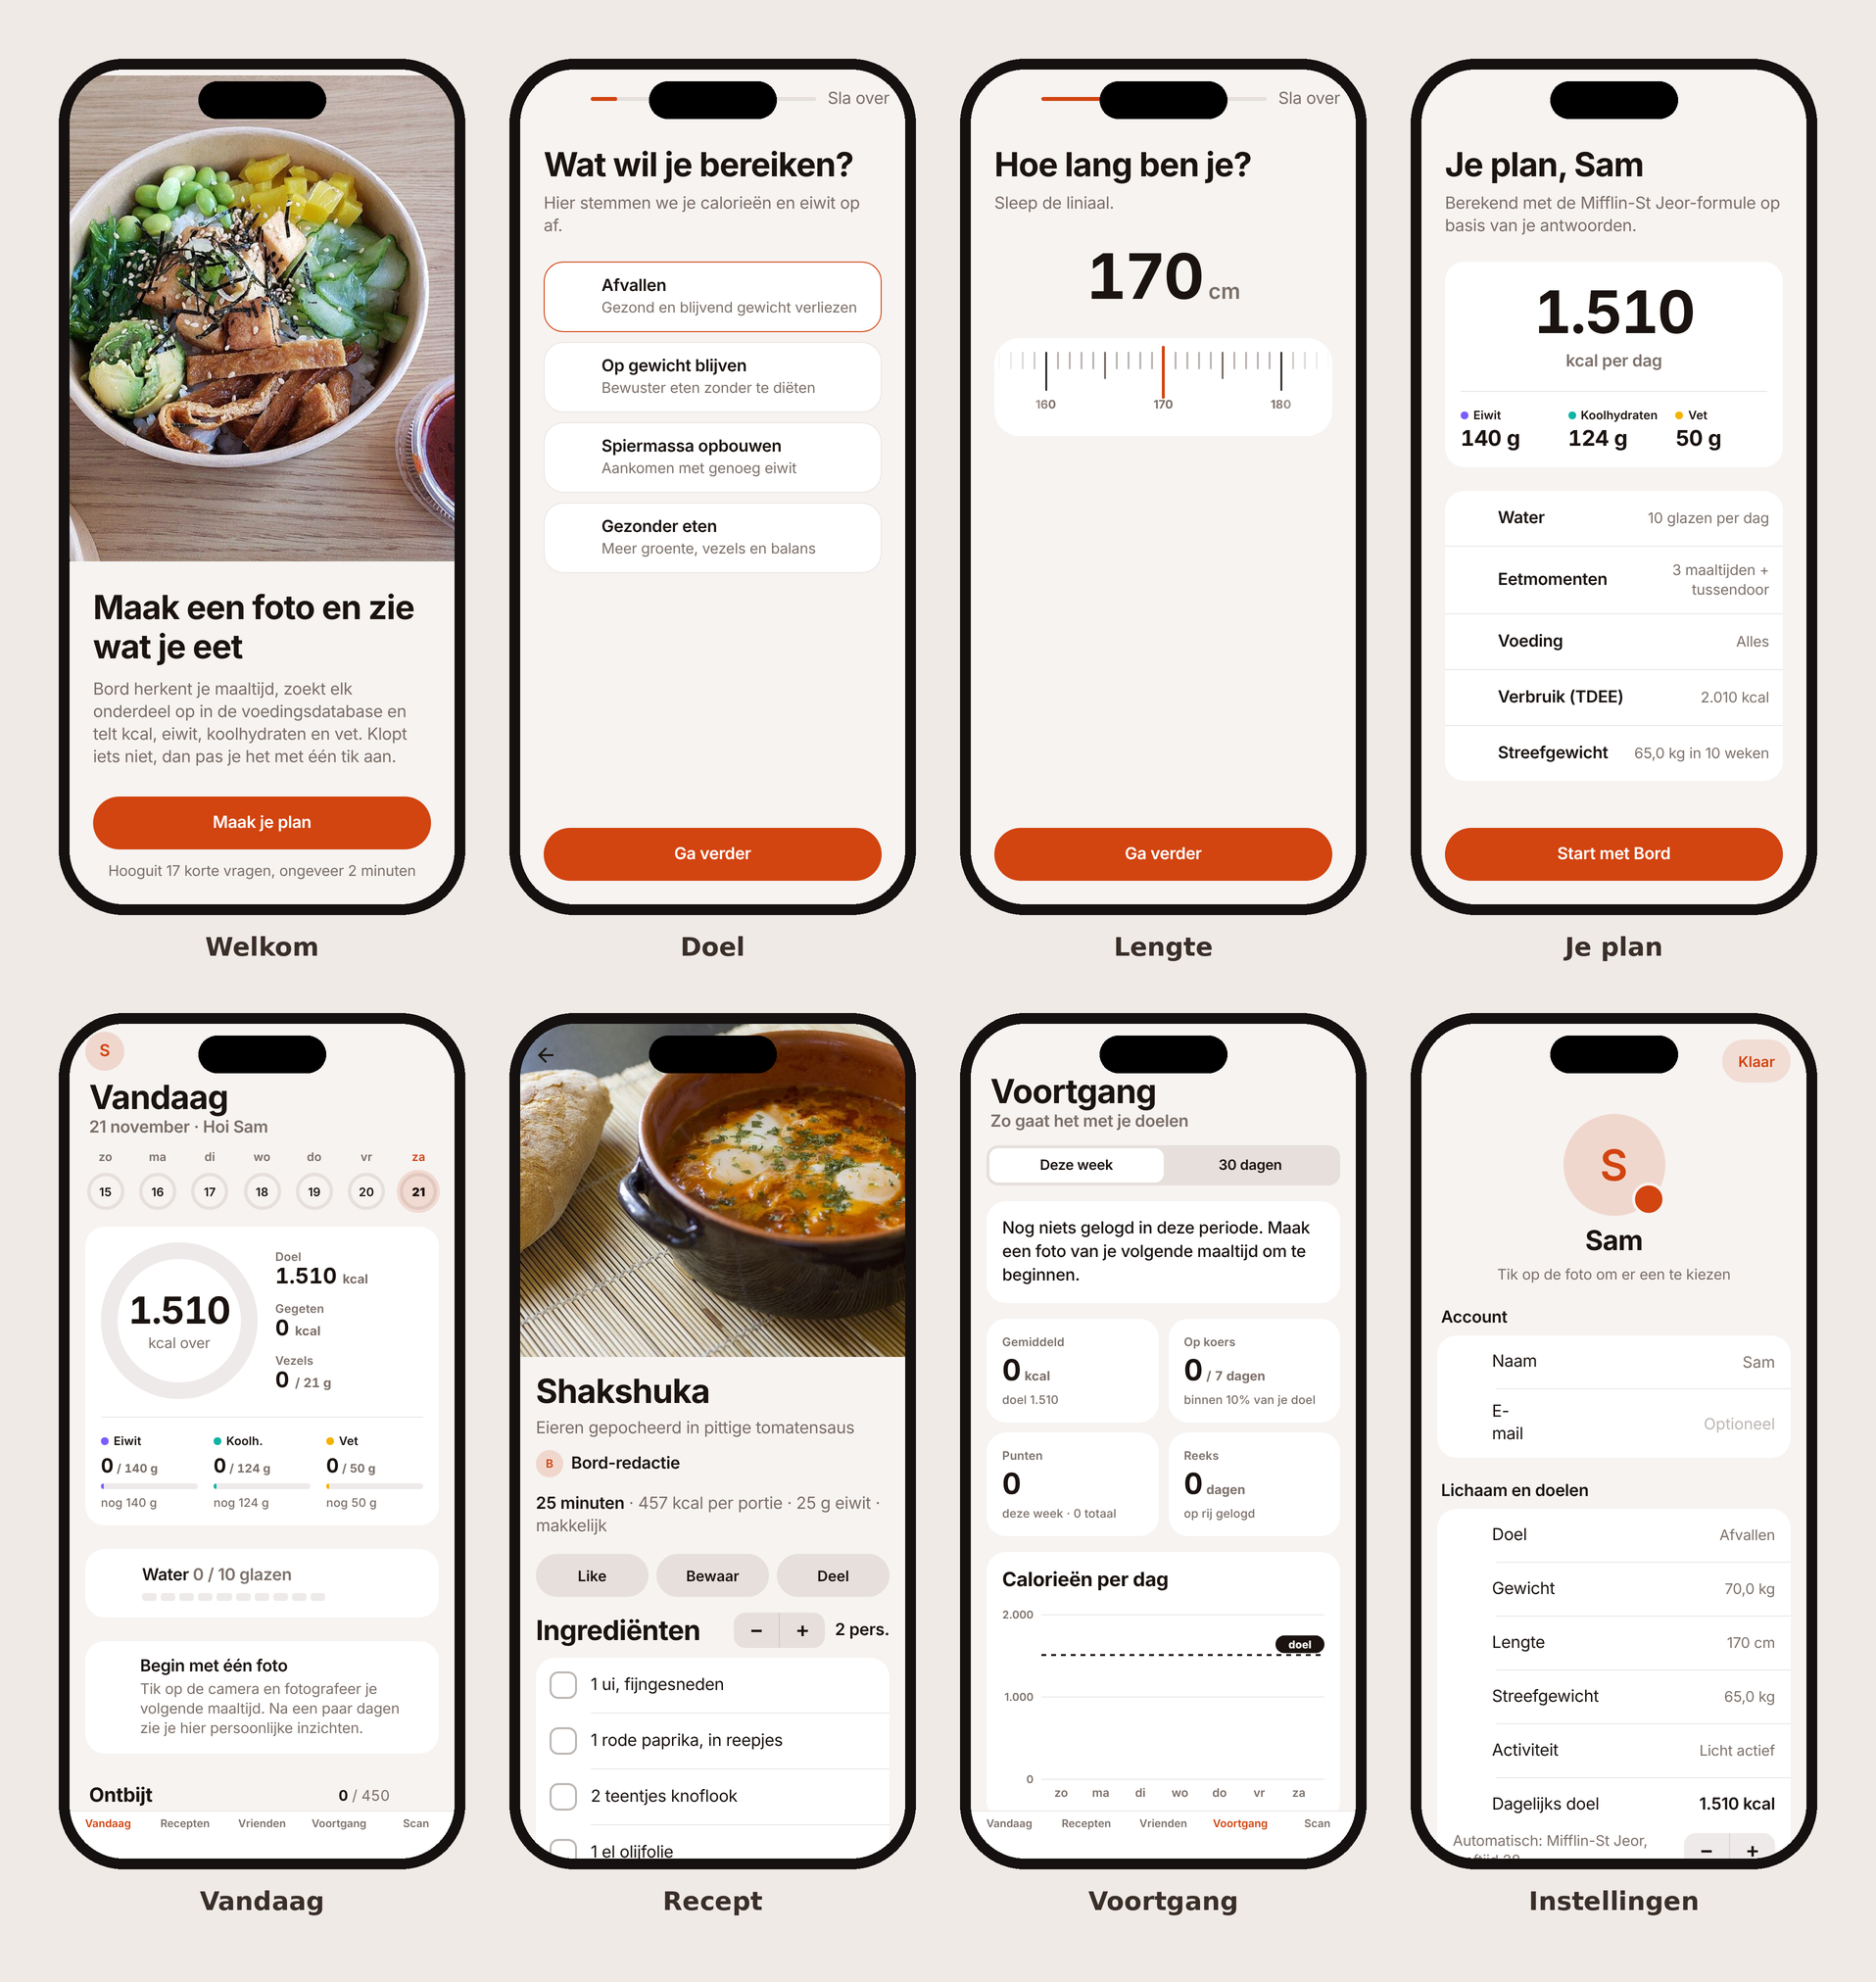 Maak een foto en zie
wat je eet
Bord herkent je maaltijd, zoekt elk
onderdeel op in de voedingsdatabase en
telt kcal, eiwit, koolhydraten en vet. Klopt
iets niet, dan pas je het met één tik aan.
Maak je plan
Hooguit 17 korte vragen, ongeveer 2 minuten
Welkom
Sla over
Wat wil je bereiken?
Hier stemmen we je calorieën en eiwit op
af.
Afvallen
Gezond en blijvend gewicht verliezen
Op gewicht blijven
Bewuster eten zonder te diëten
Spiermassa opbouwen
Aankomen met genoeg eiwit
Gezonder eten
Meer groente, vezels en balans
Ga verder
Doel
Sla over
Hoe lang ben je?
Sleep de liniaal.
170 cm
160 170 180
Ga verder
Lengte
Je plan, Sam
Berekend met de Mifflin-St Jeor-formule op
basis van je antwoorden.
1.510
kcal per dag
Eiwit Koolhydraten Vet
140 g 124 g 50 g
Water 10 glazen per dag
Eetmomenten 3 maaltijden +
tussendoor
Voeding Alles
Verbruik (TDEE) 2.010 kcal
Streefgewicht 65,0 kg in 10 weken
Start met Bord
Je plan
S
Vandaag
21 november · Hoi Sam
zo ma di wo do vr za
15 16 17 18 19 20 21
1.510
kcal over
Doel
1.510 kcal
Gegeten
0 kcal
Vezels
0 / 21 g
Eiwit Koolh. Vet
0 / 140 g 0 / 124 g 0 / 50 g
nog 140 g nog 124 g nog 50 g
Water 0 / 10 glazen
Begin met één foto
Tik op de camera en fotografeer je
volgende maaltijd. Na een paar dagen
zie je hier persoonlijke inzichten.
Ontbijt 0 / 450
Vandaag Recepten Vrienden Voortgang Scan
Vandaag
Shakshuka
Eieren gepocheerd in pittige tomatensaus
B Bord-redactie
25 minuten · 457 kcal per portie · 25 g eiwit ·
makkelijk
Like Bewaar Deel
Ingrediënten − + 2 pers.
1 ui, fijngesneden
1 rode paprika, in reepjes
2 teentjes knoflook
1 el olijfolie
Recept
Voortgang
Zo gaat het met je doelen
Deze week 30 dagen
Nog niets gelogd in deze periode. Maak
een foto van je volgende maaltijd om te
beginnen.
Gemiddeld
0 kcal
doel 1.510
Op koers
0 / 7 dagen
binnen 10% van je doel
Punten
0
deze week · 0 totaal
Reeks
0 dagen
op rij gelogd
Calorieën per dag
2.000
doel
1.000
0
zo ma di wo do vr za
Vandaag Recepten Vrienden Voortgang Scan
Voortgang
Klaar
S
Sam
Tik op de foto om er een te kiezen
Account
Naam Sam
E-
mail Optioneel
Lichaam en doelen
Doel Afvallen
Gewicht 70,0 kg
Lengte 170 cm
Streefgewicht 65,0 kg
Activiteit Licht actief
Dagelijks doel 1.510 kcal
Automatisch: Mifflin-St Jeor,
− +
Instellingen